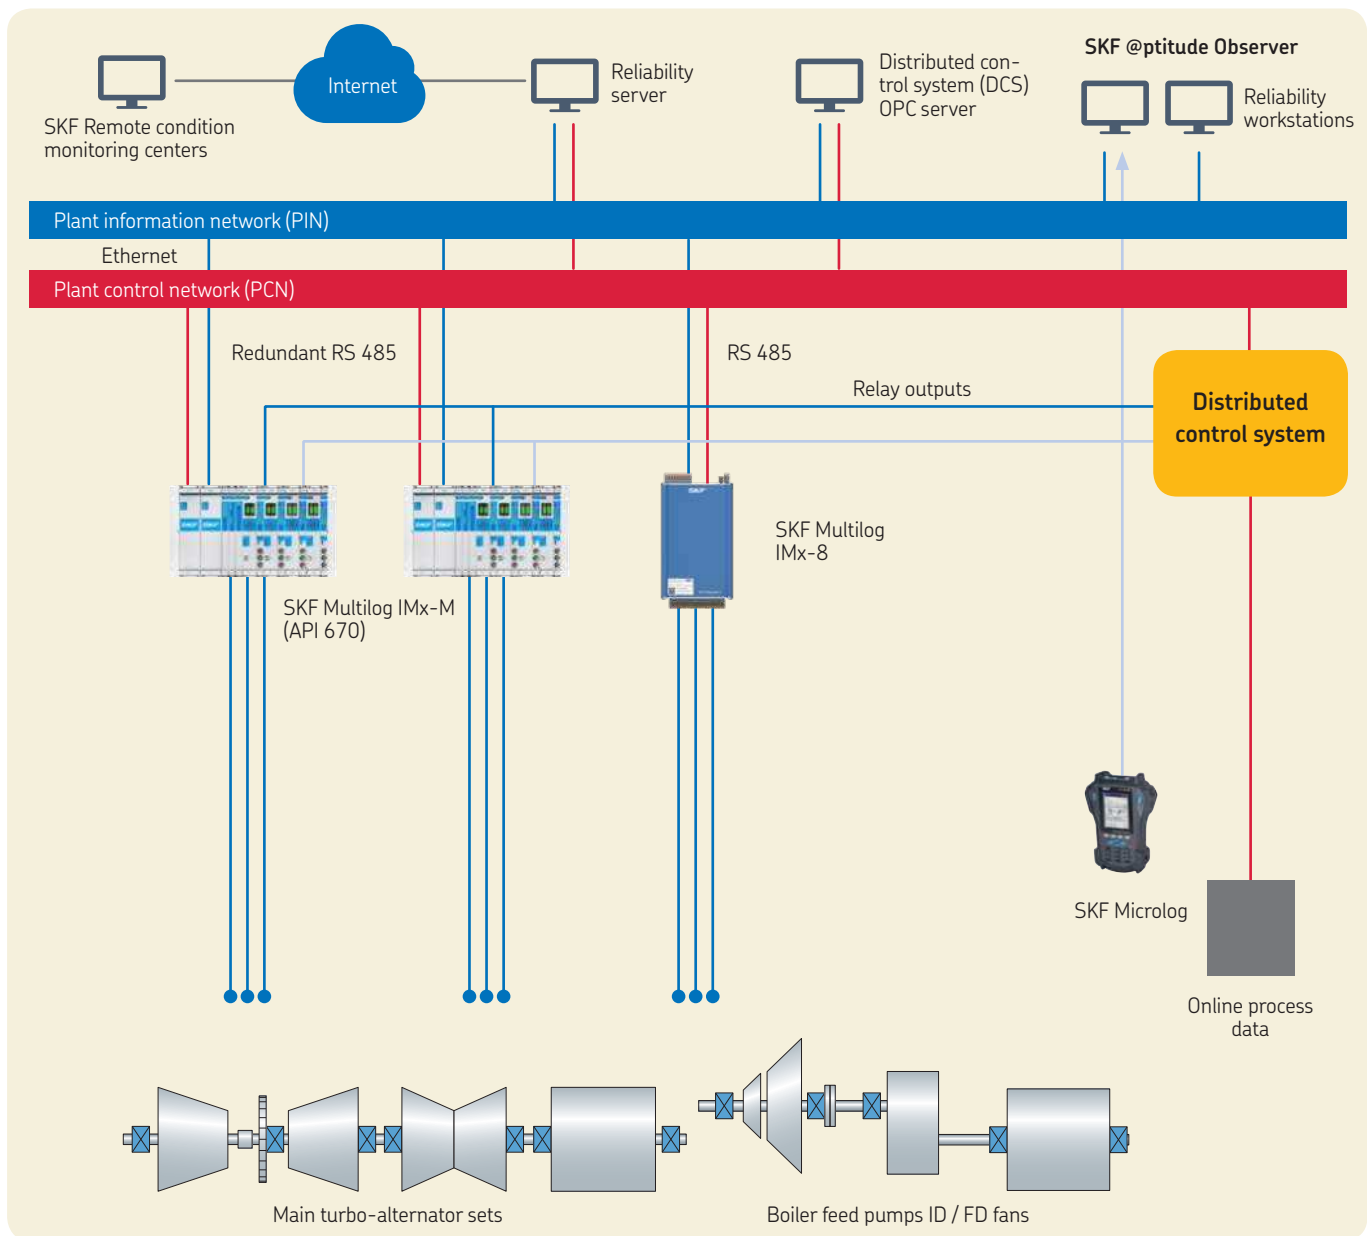 SKF @ptitude Observer
SKF Remote condition
monitoring centers
Internet
Reliability
server
Distributed con-
trol system (DCS)
OPC server
Reliability
workstations
Plant information network (PIN)
Ethernet
Plant control network (PCN)
Redundant RS 485
RS 485
Relay outputs
Distributed
control system
SKF
SKF Multilog
IMx-8
SKF Multilog IMx-M
(API 670)
SKF Microlog
Online process
data
Main turbo-alternator sets
Boiler feed pumps ID / FD fans